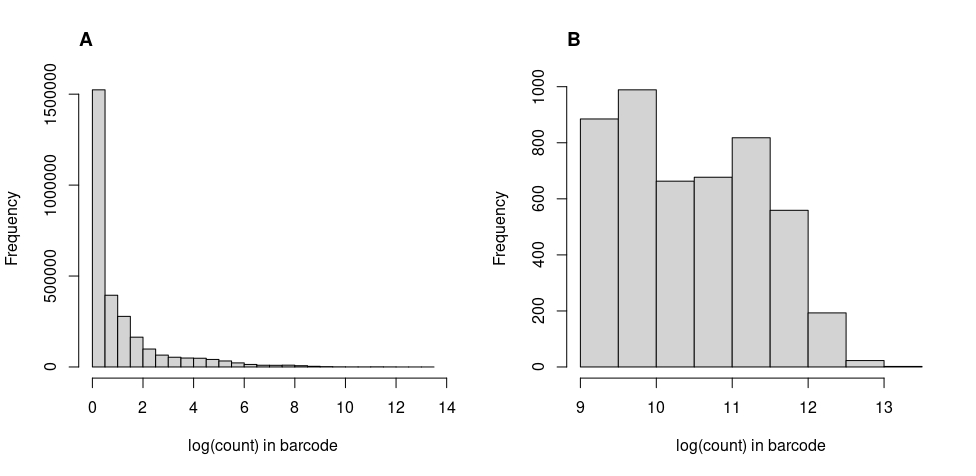 A
Frequency
0
500000
1000000
1500000
0 2 4 6 8 10 12 14
log(count) in barcode
B
Frequency
0
200
400
600
800
1000
9 10 11 12 13
log(count) in barcode